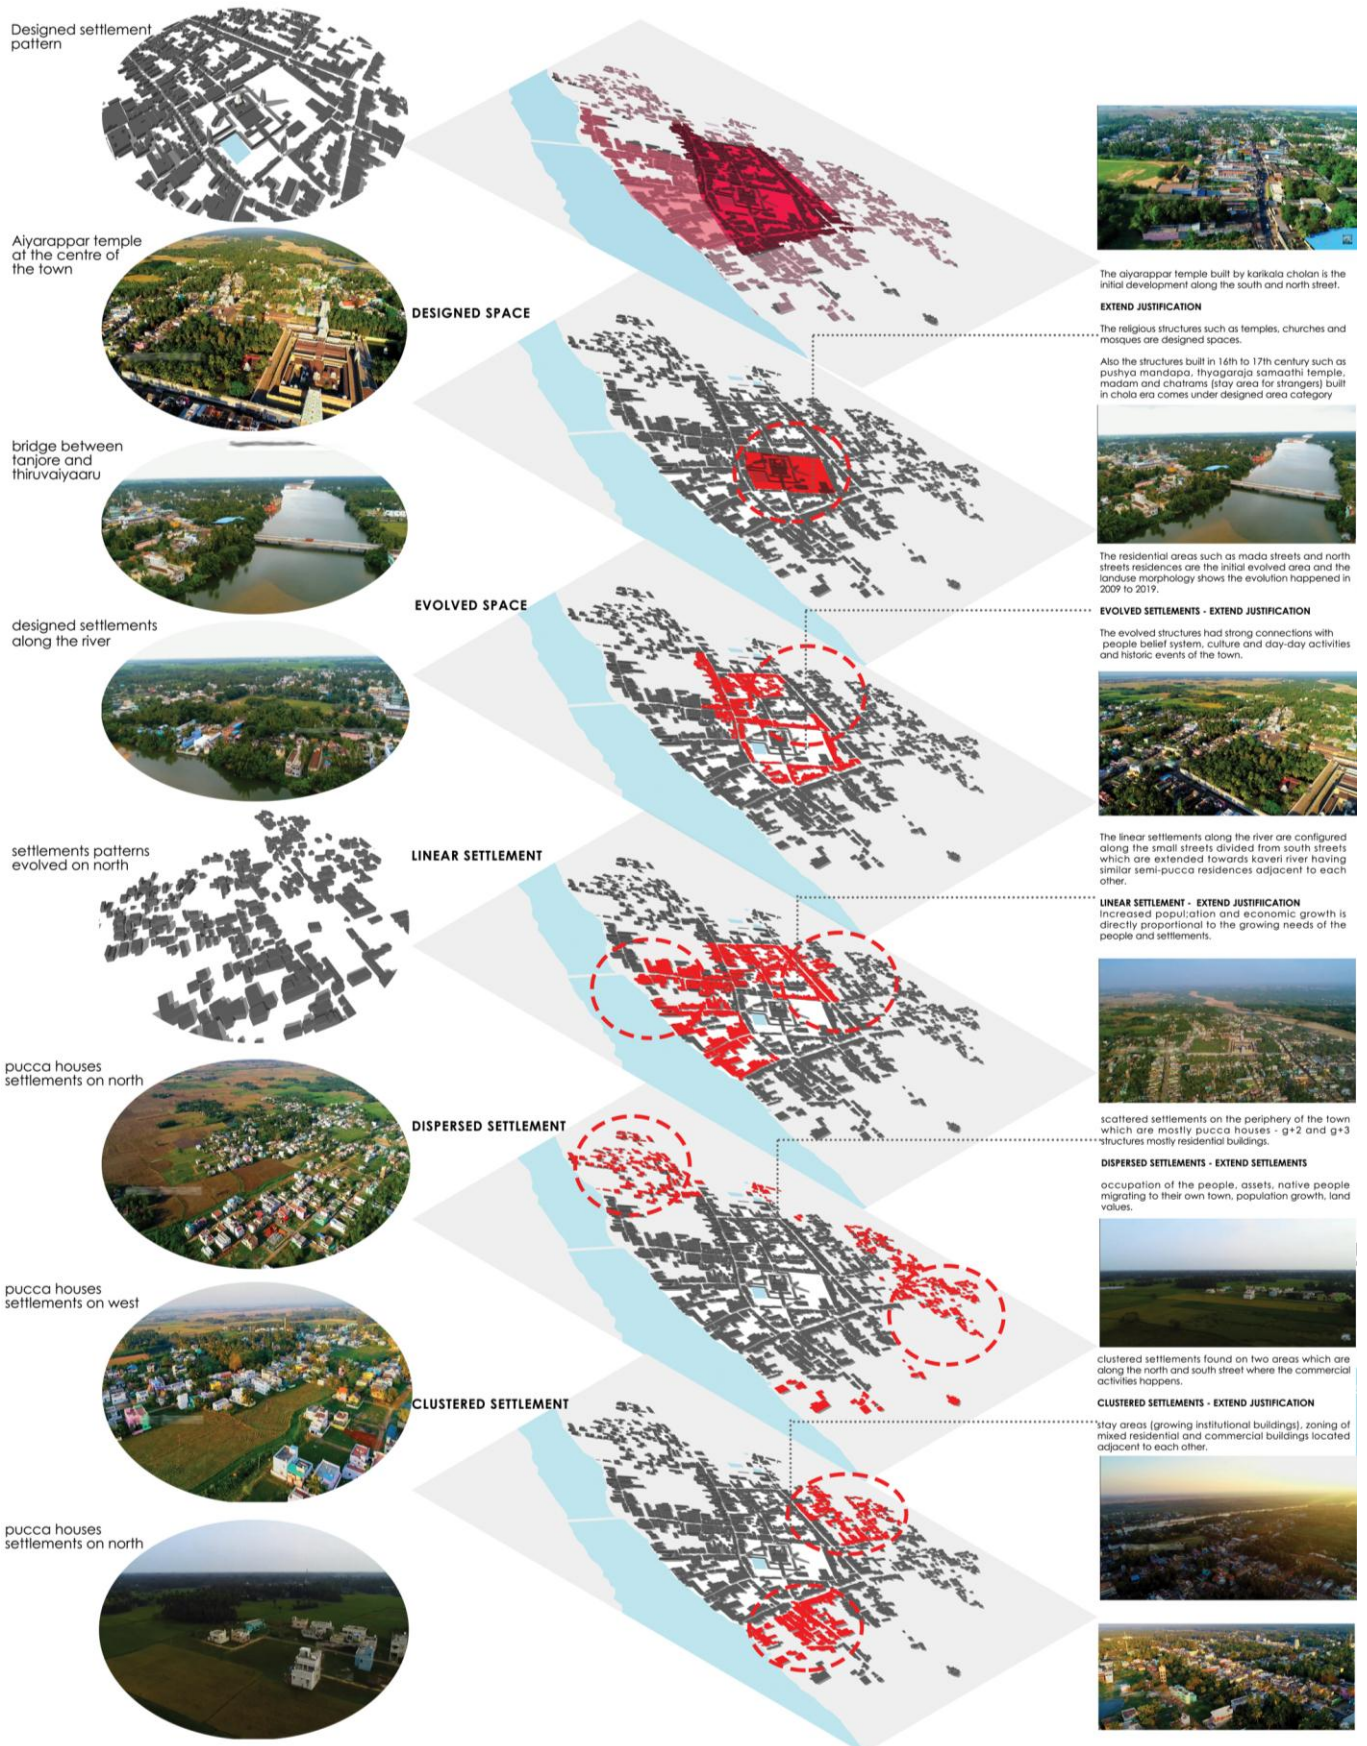 Designed settlement
pattern
Aiyarappar temple
at the centre of
the town
bridge between
tanjore and
thiruvaiyaaru
designed settlements
along the river
settlements patterns
evolved on north
pucca houses
settlements on north
pucca houses
settlements on west
pucca houses
settlements on north
DESIGNED SPACE
EVOLVED SPACE
LINEAR SETTLEMENT
DISPERSED SETTLEMENT
CLUSTERED SETTLEMENT
The aiyarappar temple built by karikala cholan is the
initial development along the south and north street.
EXTEND JUSTIFICATION
The religious structures such as temples, churches and
mosques are designed spaces.
Also the structures built in 16th to 17th century such as
pushya mandapa, thyagaraja samaathi temple,
madam and chatrams (stay area for strangers) built
in chola era comes under designed area category
The residential areas such as mada streets and north
streets residences are the initial evolved area and the
landuse morphology shows the evolution happened in
2009 to 2019.
EVOLVED SETTLEMENTS - EXTEND JUSTIFICATION
The evolved structures had strong connections with
people belief system, culture and day-day activities
and historic events of the town.
The linear settlements along the river are configured
along the small streets divided from south streets
which are extended towards kaveri river having
similar semi-pucca residences adjacent to each
other.
LINEAR SETTLEMENT - EXTEND JUSTIFIICATION
Increased popul;ation and economic growth is
directly proportional to the growing needs of the
people and settlements.
scattered settlements on the periphery of the town
which are mostly pucca houses - g+2 and g+3
structures mostly residential buildings.
DISPERSED SETTLEMENTS - EXTEND SETTLEMENTS
occupation of the people, assets, native people
migrating to their own town, population growth, land
values.
clustered settlements found on two areas which are
along the north and south street where the commercial
activities happens.
CLUSTERED SETTLEMENTS - EXTEND JUSTIFICATION
stay areas (growing institutional buildings), zoning of
mixed residential and commercial buildings located
adjacent to each other.